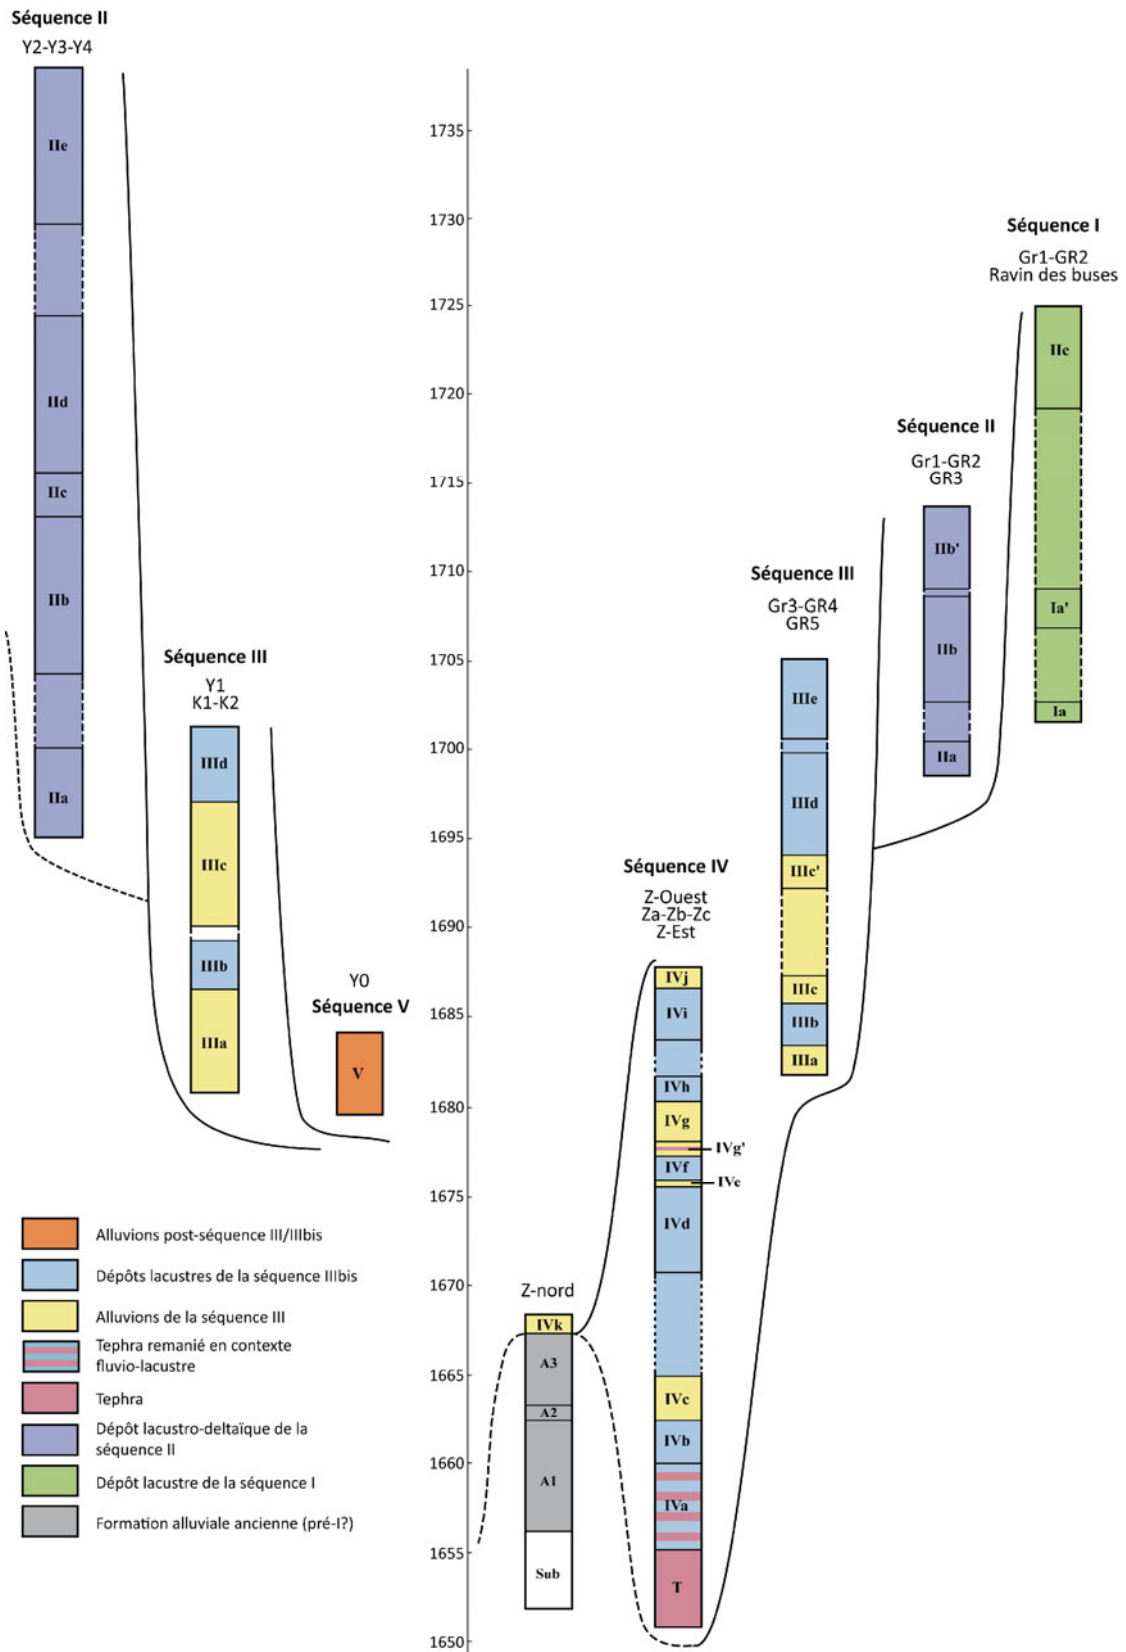 Séquence II
Y2-Y3-Y4
IIe
IId
IIc
IIb
IIa
Séquence III
Y1
K1-K2
IIId
IIIc
IIIb
IIIa
Y0
Séquence V
V
1735
1730
1725
1720
1715
1710
1705
1700
1695
1690
1685
1680
1675
1670
1665
1660
1655
1650
Z-nord
IVk
A3
A2
A1
Sub
Séquence IV
Z-Ouest
Za-Zb-Zc
Z-Est
IVj
IVi
IVh
IVg
IVg'
IVf
IVe
IVd
IVc
IVb
IVa
T
Séquence III
Gr3-GR4
GR5
IIIe
IIId
IIIc'
IIIc
IIIb
IIIa
Séquence II
Gr1-GR2
GR3
IIb'
IIb
IIa
Séquence I
Gr1-GR2
Ravin des buses
IIc
Ia'
Ia
Alluvions post-séquence III/IIIbis
Dépôts lacustres de la séquence IIIbis
Alluvions de la séquence III
Tephra remanié en contexte
fluvio-lacustre
Tephra
Dépôt lacustro-deltaïque de la
séquence II
Dépôt lacustre de la séquence I
Formation alluviale ancienne (pré-I?)